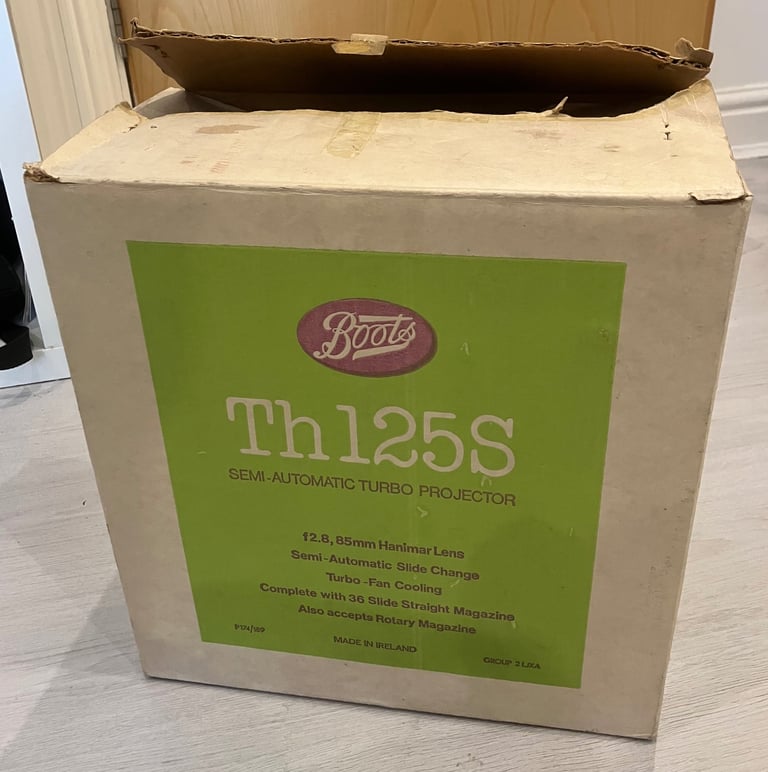 Boots
Th125S
SEMI-AUTOMATIC TURBO PROJECTOR
f2.8, 85mm Hanimar Lens
Semi-Automatic Slide Change
Turbo-Fan Cooling
Complete with 36 Slide Straight Magazine
Also accepts Rotary Magazine
MADE IN IRELAND
GROUP 2 LJXA